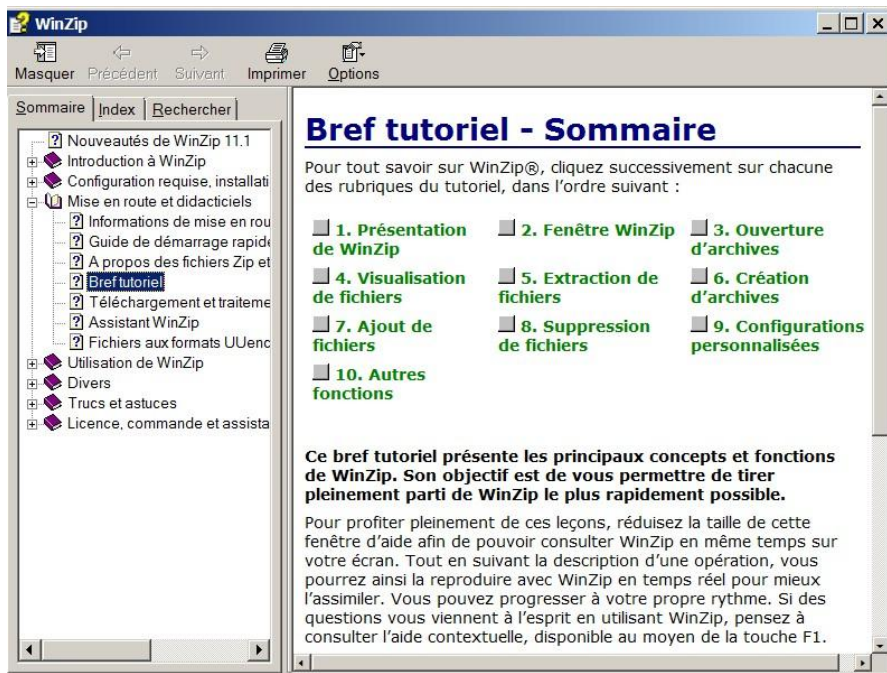 WinZip
Masquer Précédent Suivant Imprimer Options
Sommaire Index Rechercher
Nouveautés de WinZip 11.1
Introduction à WinZip
Configuration requise, installati
Mise en route et didacticiels
Informations de mise en rou
Guide de démarrage rapide
A propos des fichiers Zip et
Bref tutoriel
Téléchargement et traiteme
Assistant WinZip
Fichiers aux formats UUenc
Utilisation de WinZip
Divers
Trucs et astuces
Licence, commande et assista
Bref tutoriel - Sommaire
Pour tout savoir sur WinZip®, cliquez successivement sur chacune
des rubriques du tutoriel, dans l'ordre suivant :
1. Présentation
de WinZip
2. Fenêtre WinZip
3. Ouverture
d'archives
4. Visualisation
de fichiers
5. Extraction de
fichiers
6. Création
d'archives
7. Ajout de
fichiers
8. Suppression
de fichiers
9. Configurations
personnalisées
10. Autres
fonctions
Ce bref tutoriel présente les principaux concepts et fonctions
de WinZip. Son objectif est de vous permettre de tirer
pleinement parti de WinZip le plus rapidement possible.
Pour profiter pleinement de ces leçons, réduisez la taille de cette
fenêtre d'aide afin de pouvoir consulter WinZip en même temps sur
votre écran. Tout en suivant la description d'une opération, vous
pourrez ainsi la reproduire avec WinZip en temps réel pour mieux
l'assimiler. Vous pouvez progresser à votre propre rythme. Si des
questions vous viennent à l'esprit en utilisant WinZip, pensez à
consulter l'aide contextuelle, disponible au moyen de la touche F1.